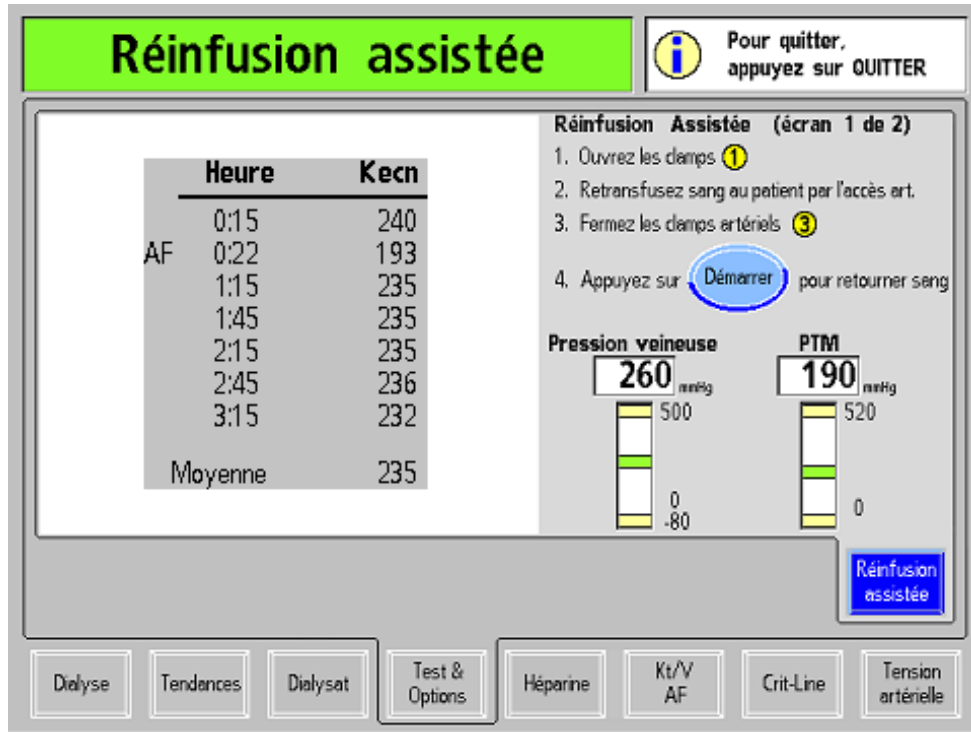 Réinfusion assistée
Pour quitter,
appuyez sur QUITTER
Heure Kecn
0:15 240
AF 0:22 193
1:15 235
1:45 235
2:15 235
2:45 236
3:15 232
Moyenne 235
Réinfusion Assistée (écran 1 de 2)
1. Ouvrez les clamps 1
2. Retransfusez sang au patient par l'accès art.
3. Fermez les clamps artériels 3
4. Appuyez sur Démarrer pour retourner sang
Pression veineuse
260 mmHg
500
0
-80
PTM
190 mmHg
520
0
Réinfusion
assistée
Dialyse
Tendances
Dialysat
Test &
Options
Héparine
Kt/V
AF
Crit-Line
Tension
artérielle